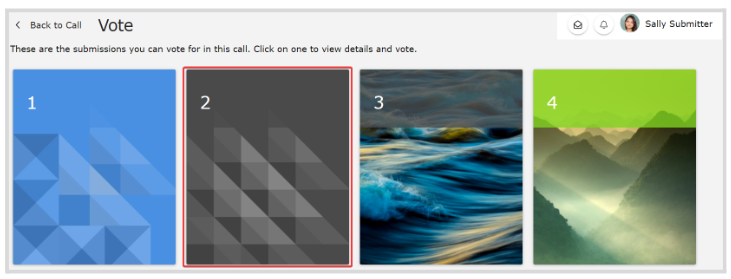 Back to Call Vote Sally Submitter
These are the submissions you can vote for in this call. Click on one to view details and vote.
1 2 3 4